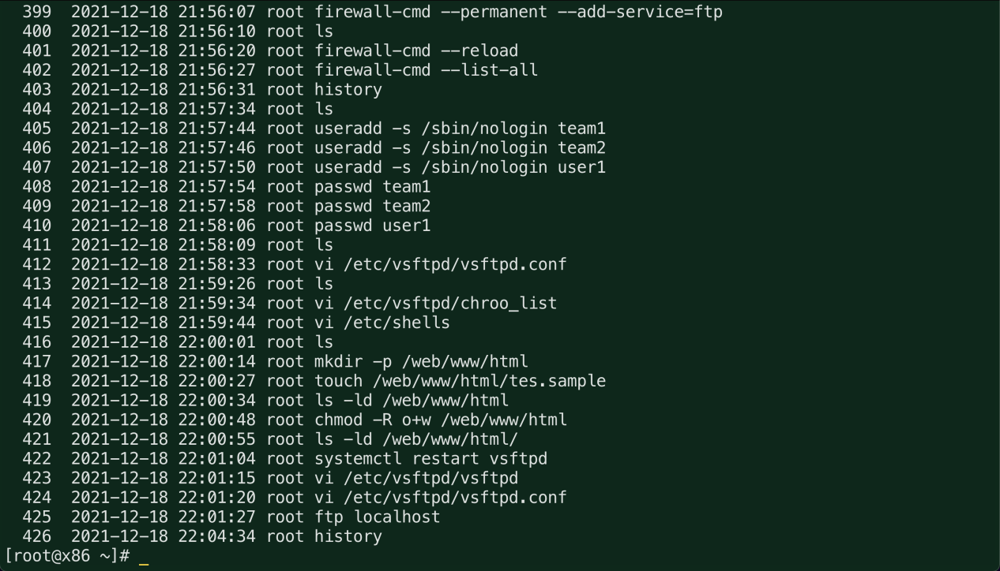 399 2021-12-18 21:56:07 root firewall-cmd --permanent --add-service=ftp
400 2021-12-18 21:56:10 root ls
401 2021-12-18 21:56:20 root firewall-cmd --reload
402 2021-12-18 21:56:27 root firewall-cmd --list-all
403 2021-12-18 21:56:31 root history
404 2021-12-18 21:57:34 root ls
405 2021-12-18 21:57:44 root useradd -s /sbin/nologin team1
406 2021-12-18 21:57:46 root useradd -s /sbin/nologin team2
407 2021-12-18 21:57:50 root useradd -s /sbin/nologin user1
408 2021-12-18 21:57:54 root passwd team1
409 2021-12-18 21:57:58 root passwd team2
410 2021-12-18 21:58:06 root passwd user1
411 2021-12-18 21:58:09 root ls
412 2021-12-18 21:58:33 root vi /etc/vsftpd/vsftpd.conf
413 2021-12-18 21:59:26 root ls
414 2021-12-18 21:59:34 root vi /etc/vsftpd/chroo_list
415 2021-12-18 21:59:44 root vi /etc/shells
416 2021-12-18 22:00:01 root ls
417 2021-12-18 22:00:14 root mkdir -p /web/www/html
418 2021-12-18 22:00:27 root touch /web/www/html/tes.sample
419 2021-12-18 22:00:34 root ls -ld /web/www/html
420 2021-12-18 22:00:48 root chmod -R o+w /web/www/html
421 2021-12-18 22:00:55 root ls -ld /web/www/html/
422 2021-12-18 22:01:04 root systemctl restart vsftpd
423 2021-12-18 22:01:15 root vi /etc/vsftpd/vsftpd
424 2021-12-18 22:01:20 root vi /etc/vsftpd/vsftpd.conf
425 2021-12-18 22:01:27 root ftp localhost
426 2021-12-18 22:04:34 root history
[root@x86 ~]# _